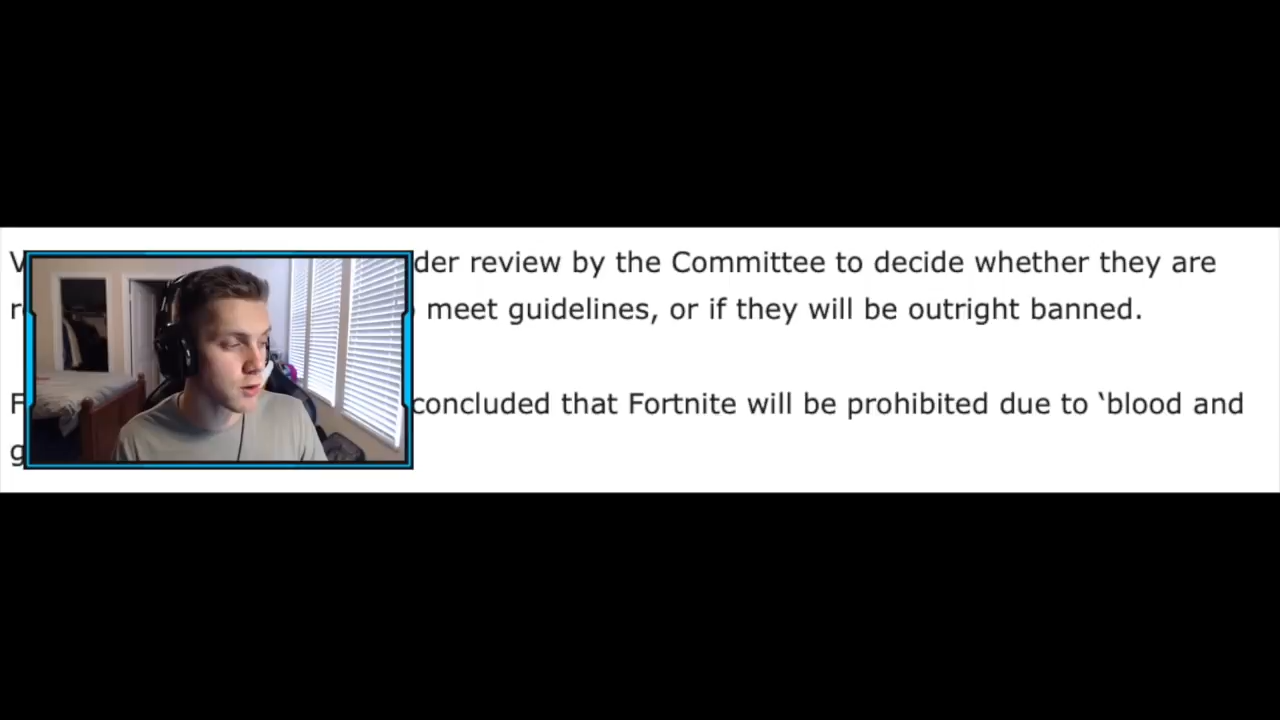 der review by the Committee to decide whether they are
meet guidelines, or if they will be outright banned.
concluded that Fortnite will be prohibited due to ‘blood and